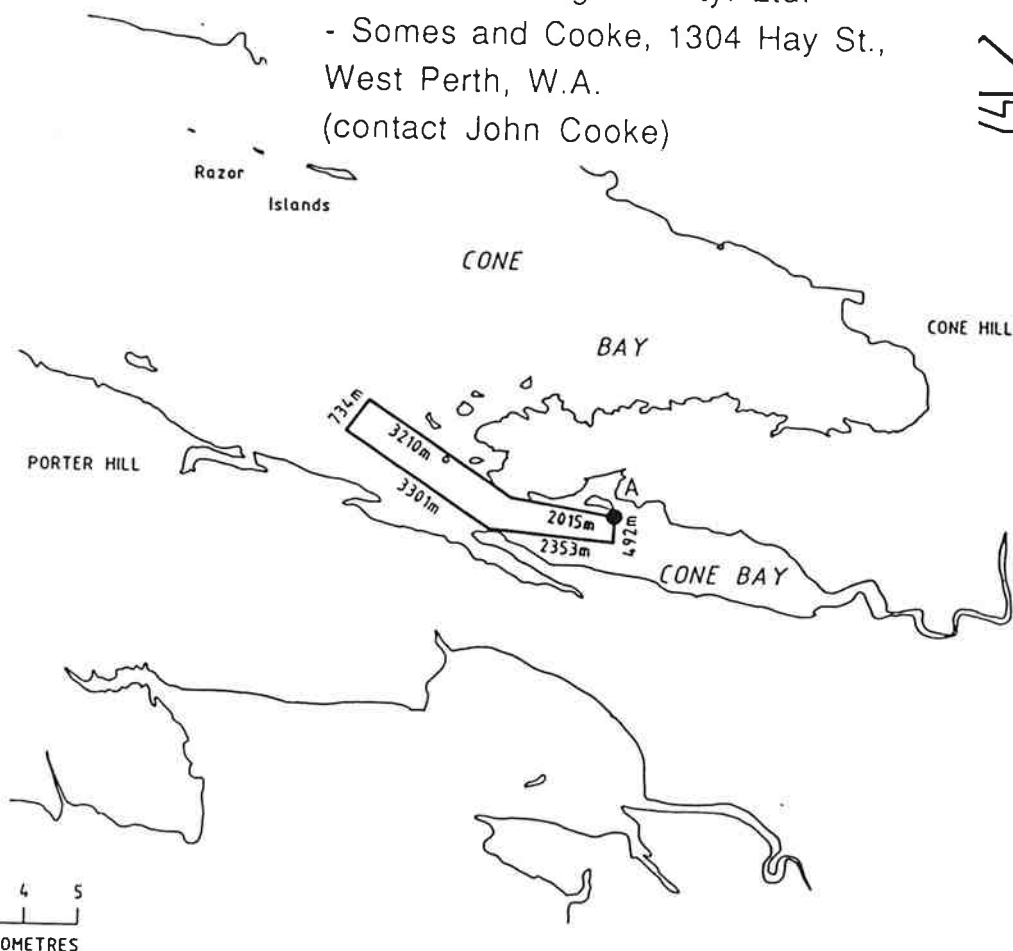 - Somes and Cooke, 1304 Hay St.,
West Perth, W.A.
(contact John Cooke)
Razor
Islands
CONE
BAY
CONE HILL
PORTER HILL
734m
3210m
3301m
A
2015m
492m
2353m
CONE BAY
4 5